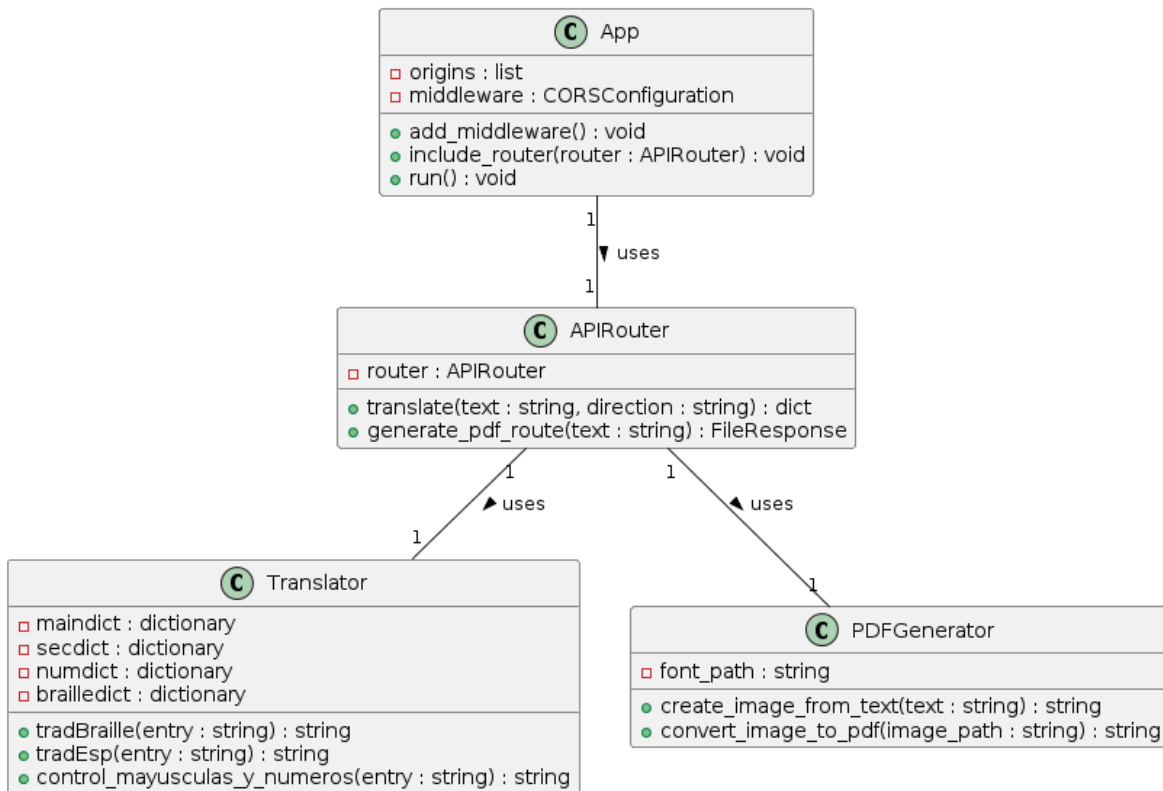 C App
origins : list
middleware : CORSConfiguration
add_middleware() : void
include_router(router : APIRouter) : void
run() : void
1
uses
1
C APIRouter
router : APIRouter
translate(text : string, direction : string) : dict
generate_pdf_route(text : string) : FileResponse
1
1
uses
uses
1
1
C Translator
maindict : dictionary
secdict : dictionary
numdict : dictionary
brailledict : dictionary
tradBraille(entry : string) : string
tradEsp(entry : string) : string
control_mayusculas_y_numeros(entry : string) : string
C PDFGenerator
font_path : string
create_image_from_text(text : string) : string
convert_image_to_pdf(image_path : string) : string